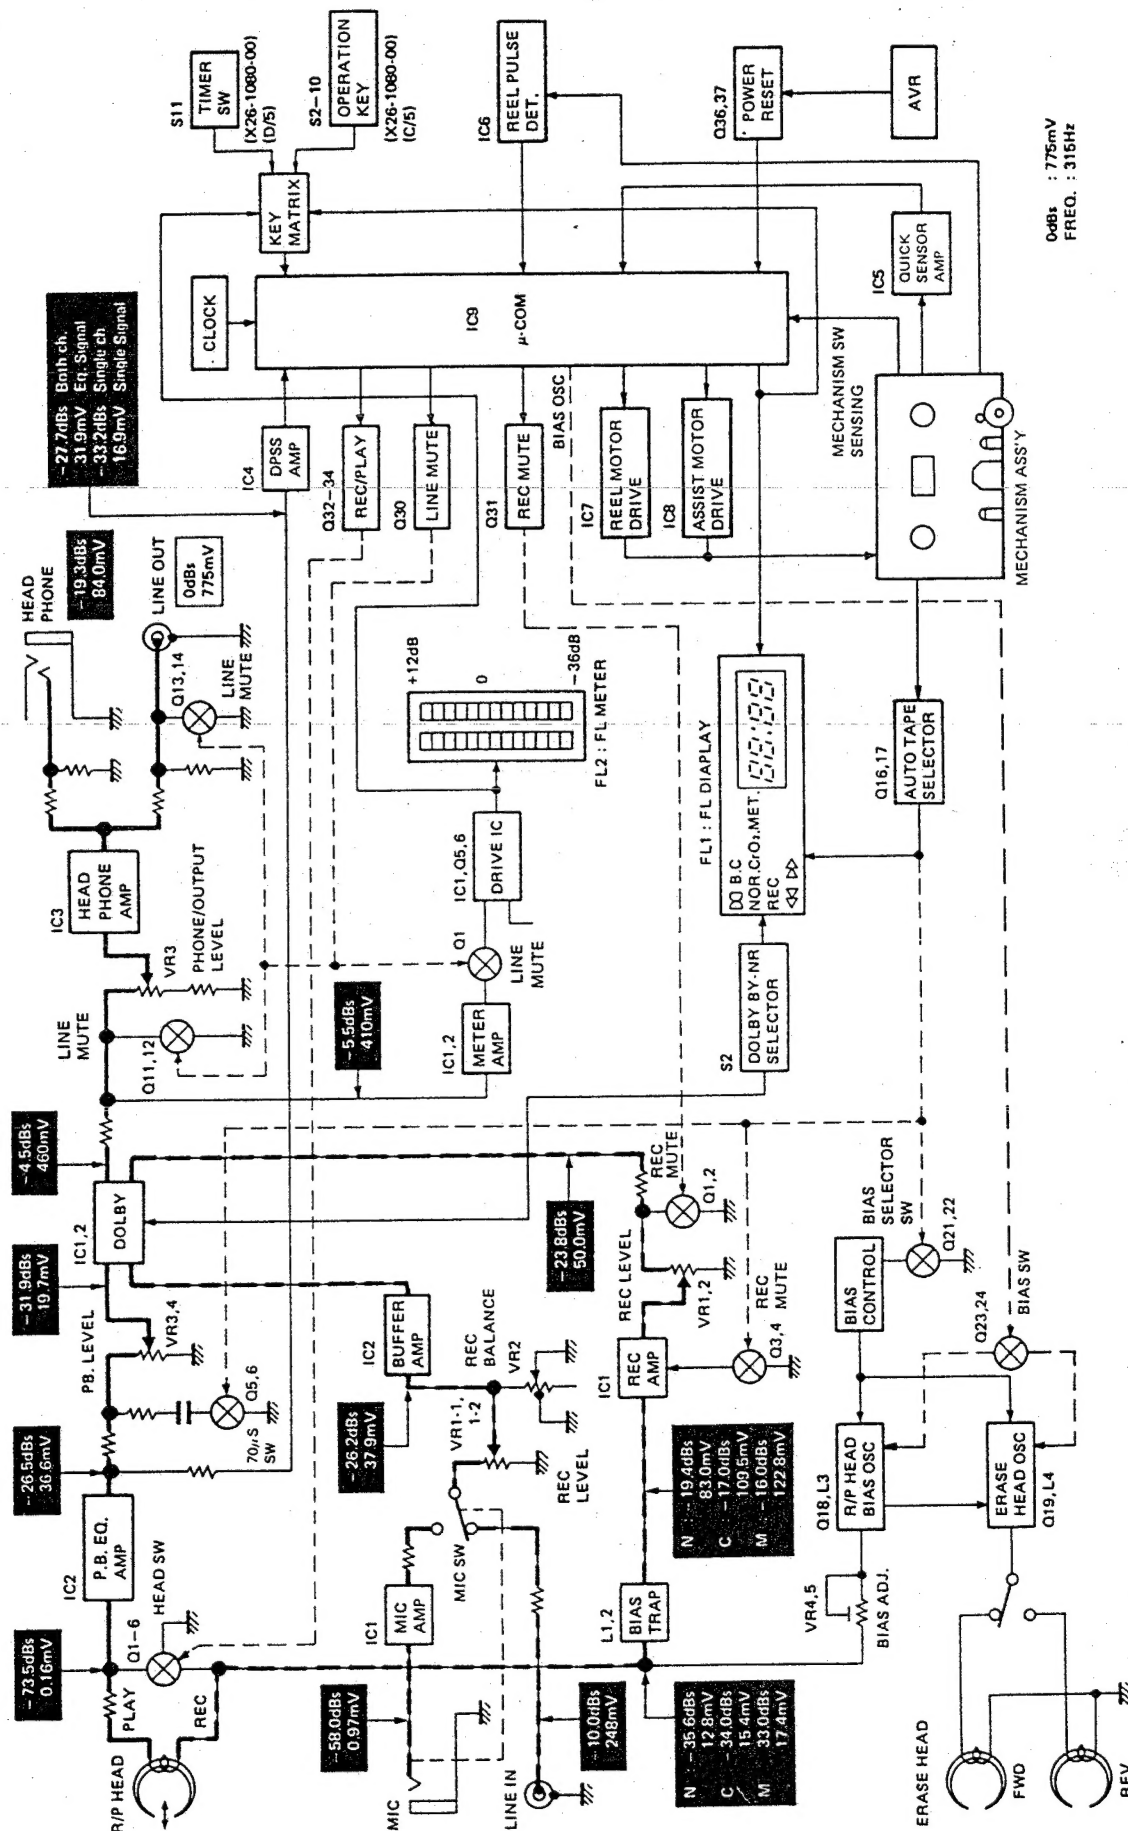 R/P HEAD
PLAY
REC
-73.5dBs
0.16mV
Q1-6
HEAD SW
IC2
P.B. EQ.
AMP
-26.5dBs
36.6mV
70μS
SW
Q5,6
PB. LEVEL
VR3,4
-31.9dBs
19.7mV
IC1,2
DOLBY
-4.5dBs
460mV
LINE
MUTE
Q11,12
VR3
PHONE/OUTPUT
LEVEL
IC3
HEAD
PHONE
AMP
HEAD
PHONE
-19.3dBs
84.0mV
LINE OUT
0dBs
775mV
Q13,14
LINE
MUTE
-27.7dBs Both ch.
31.9mV Eq. Signal
-33.2dBs Single ch
16.9mV Single Signal
S11
TIMER
SW
(X26-1080-00)
(D/5)
S2-10
OPERATION
KEY
(X26-1080-00)
(C/5)
KEY
MATRIX
CLOCK
IC4
DPSS
AMP
Q32-34
REC/PLAY
Q30
LINE MUTE
Q31
REC MUTE
BIAS OSC
IC7
REEL MOTOR
DRIVE
IC8
ASSIST MOTOR
DRIVE
IC9
μ-COM
IC6
REEL PULSE
DET.
Q36,37
POWER
RESET
AVR
IC5
QUICK
SENSOR
AMP
MECHANISM SW
SENSING
MECHANISM ASS'Y
0dBs : 775mV
FREQ. : 315Hz
MIC
-58.0dBs
0.97mV
IC1
MIC
AMP
MIC SW
LINE IN
-10.0dBs
248mV
VR1-1,
1-2
REC
LEVEL
REC
BALANCE
VR2
-26.2dBs
37.9mV
IC2
BUFFER
AMP
-5.5dBs
410mV
IC1,2
METER
AMP
Q1
LINE
MUTE
IC1,Q5,6
DRIVE IC
+12dB
0
-36dB
FL2 : FL METER
-23.8dBs
50.0mV
REC
MUTE
Q1,2
REC LEVEL
VR1,2
IC1
REC
AMP
REC
MUTE
Q3,4
N : -19.4dBs
83.0mV
C -17.0dBs
109.5mV
M -16.0dBs
122.8mV
L1,2
BIAS
TRAP
N -35.6dBs
12.8mV
C -34.0dBs
15.4mV
M 33.0dBs
17.4mV
S2
DOLBY BY-NR
SELECTOR
FL1 : FL DIAPLAY
B.C
NOR.CrO₂.MET.
REC
88:88
Q16,17
AUTO TAPE
SELECTOR
BIAS
CONTROL
BIAS
SELECTOR
SW
Q21,22
Q23,24
BIAS SW
Q18,L3
R/P HEAD
BIAS OSC
ERASE
HEAD OSC
Q19,L4
VR4,5
BIAS ADJ.
ERASE HEAD
FWD
REV